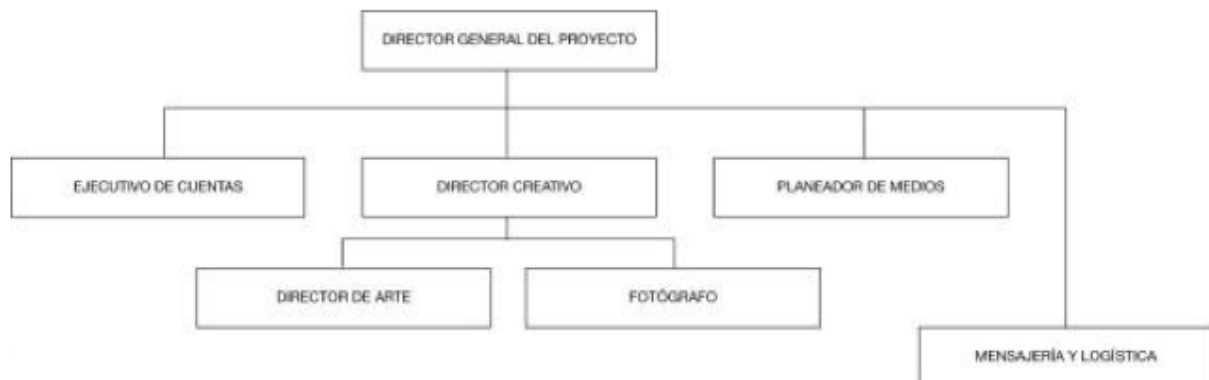 DIRECTOR GENERAL DEL PROYECTO
EJECUTIVO DE CUENTAS
DIRECTOR CREATIVO
PLANEADOR DE MEDIOS
DIRECTOR DE ARTE
FOTÓGRAFO
MENSAJERÍA Y LOGÍSTICA